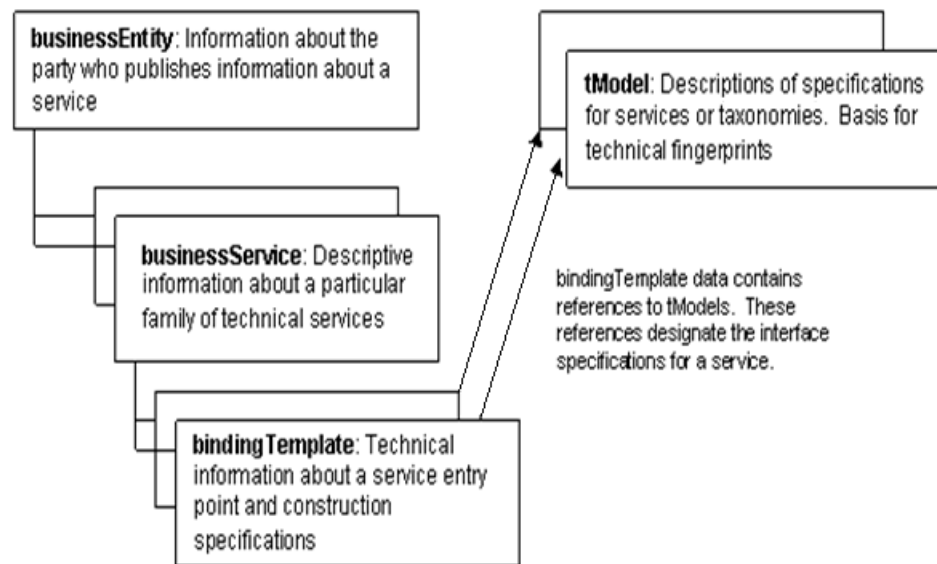 businessEntity: Information about the
party who publishes information about a
service
tModel: Descriptions of specifications
for services or taxonomies. Basis for
technical fingerprints
businessService: Descriptive
information about a particular
family of technical services
bindingTemplate data contains
references to tModels. These
references designate the interface
specifications for a service.
bindingTemplate: Technical
information about a service entry
point and construction
specifications